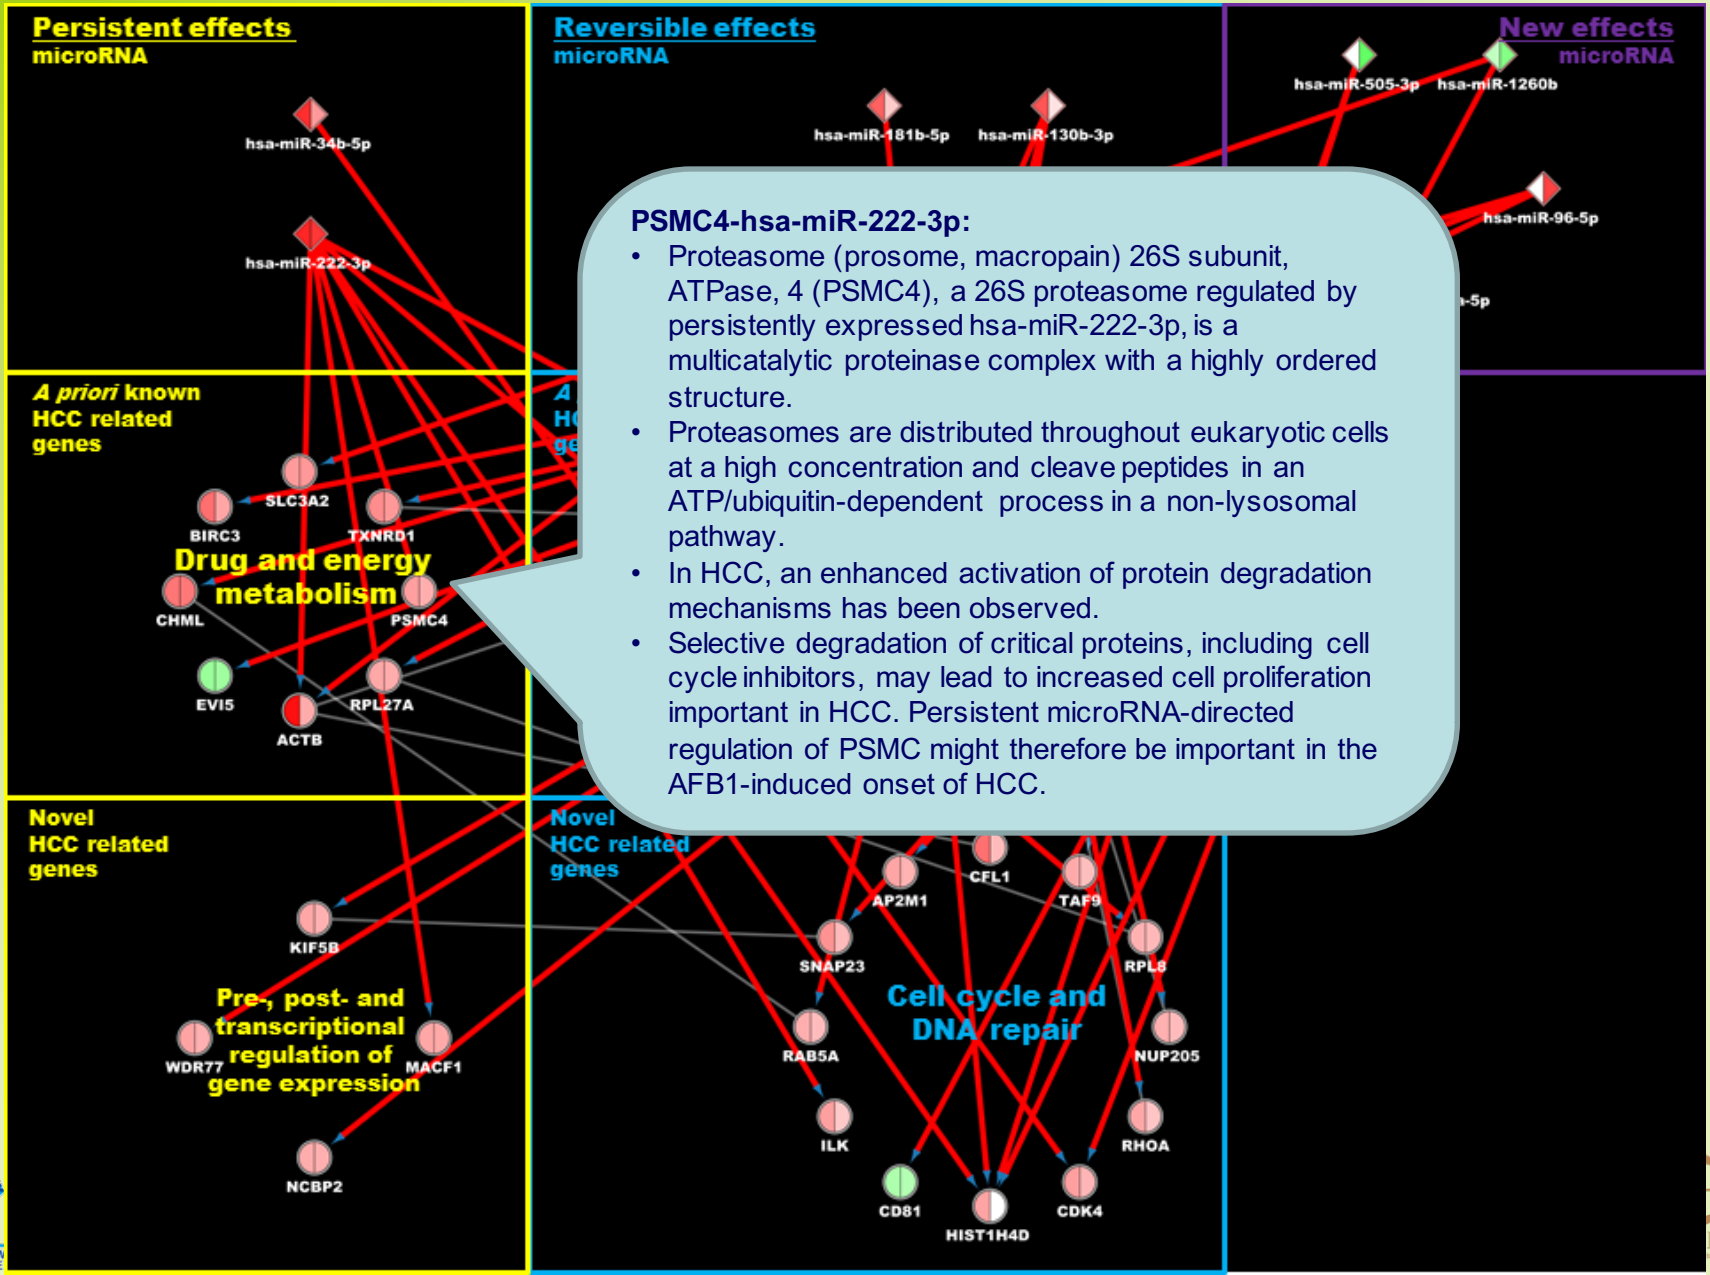 Persistent effects
microRNA
Reversible effects
microRNA
New effects
microRNA
hsa-miR-505-3p
hsa-miR-1260b
hsa-miR-34b-5p
hsa-miR-181b-5p
hsa-miR-130b-3p
hsa-miR-96-5p
hsa-miR-222-3p
-5p
PSMC4-hsa-miR-222-3p:
• Proteasome (prosome, macropain) 26S subunit,
ATPase, 4 (PSMC4), a 26S proteasome regulated by
persistently expressed hsa-miR-222-3p, is a
multicatalytic proteinase complex with a highly ordered
structure.
• Proteasomes are distributed throughout eukaryotic cells
at a high concentration and cleave peptides in an
ATP/ubiquitin-dependent process in a non-lysosomal
pathway.
• In HCC, an enhanced activation of protein degradation
mechanisms has been observed.
• Selective degradation of critical proteins, including cell
cycle inhibitors, may lead to increased cell proliferation
important in HCC. Persistent microRNA-directed
regulation of PSMC might therefore be important in the
AFB1-induced onset of HCC.
A priori known
HCC related
genes
A
HC
ge
SLC3A2
BIRC3
TXNRD1
Drug and energy
metabolism
CHML
PSMC4
EVI5
RPL27A
ACTB
Novel
HCC related
genes
KIF5B
Pre-, post- and
transcriptional
regulation of
gene expression
WDR77
MACF1
NCBP2
Novel
HCC related
genes
CFL1
AP2M1
TAF9
SNAP23
RPL8
Cell cycle and
DNA repair
RAB5A
NUP205
ILK
RHOA
CD81
CDK4
HIST1H4D